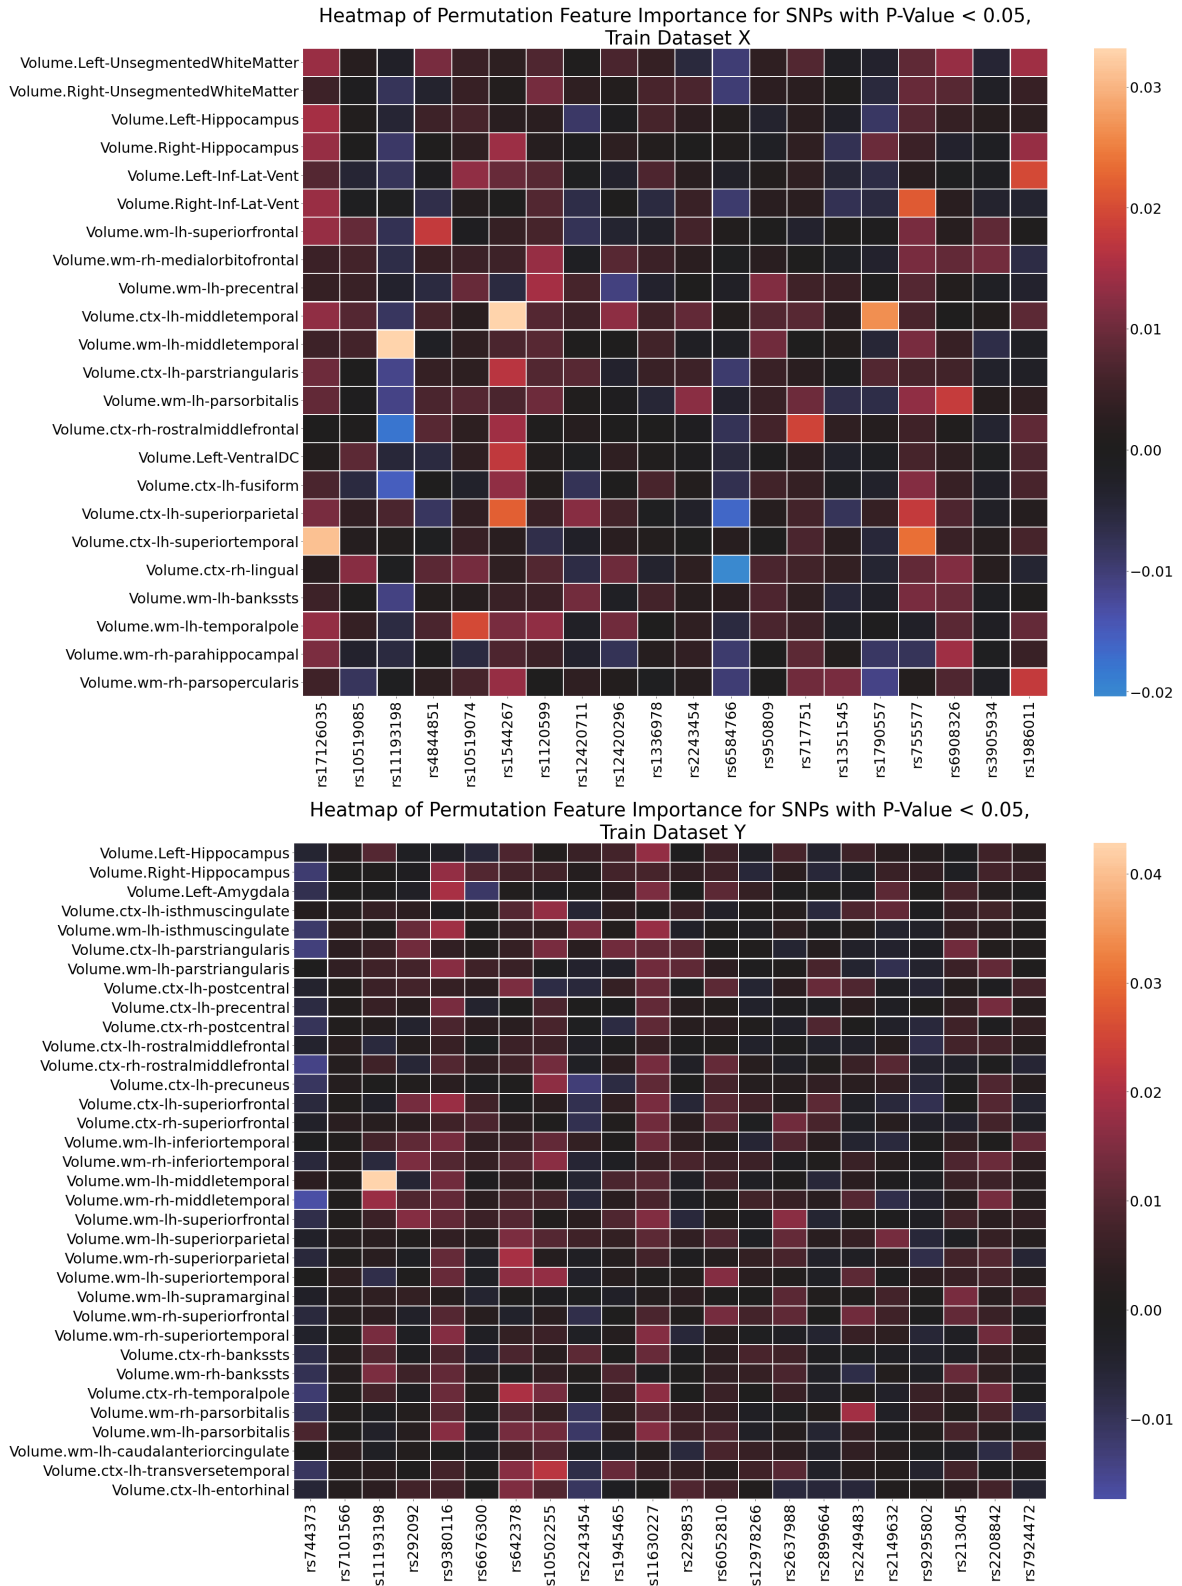 Heatmap of Permutation Feature Importance for SNPs with P-Value < 0.05,
Train Dataset X
Volume.Left-UnsegmentedWhiteMatter
Volume.Right-UnsegmentedWhiteMatter
Volume.Left-Hippocampus
Volume.Right-Hippocampus
Volume.Left-Inf-Lat-Vent
Volume.Right-Inf-Lat-Vent
Volume.wm-lh-superiorfrontal
Volume.wm-rh-medialorbitofrontal
Volume.wm-lh-precentral
Volume.ctx-lh-middletemporal
Volume.wm-lh-middletemporal
Volume.ctx-lh-parstriangularis
Volume.wm-lh-parsorbitalis
Volume.ctx-rh-rostralmiddlefrontal
Volume.Left-VentralDC
Volume.ctx-lh-fusiform
Volume.ctx-lh-superiorparietal
Volume.ctx-lh-superiortemporal
Volume.ctx-rh-lingual
Volume.wm-lh-bankssts
Volume.wm-lh-temporalpole
Volume.wm-rh-parahippocampal
Volume.wm-rh-parsopercularis
rs17126035
rs10519085
rs11193198
rs4844851
rs10519074
rs1544267
rs1120599
rs12420711
rs12420296
rs1336978
rs2243454
rs6584766
rs950809
rs717751
rs1351545
rs1790557
rs755577
rs6908326
rs3905934
rs1986011
0.03
0.02
0.01
0.00
−0.01
−0.02
Heatmap of Permutation Feature Importance for SNPs with P-Value < 0.05,
Train Dataset Y
Volume.Left-Hippocampus
Volume.Right-Hippocampus
Volume.Left-Amygdala
Volume.ctx-lh-isthmuscingulate
Volume.wm-lh-isthmuscingulate
Volume.ctx-lh-parstriangularis
Volume.wm-lh-parstriangularis
Volume.ctx-lh-postcentral
Volume.ctx-lh-precentral
Volume.ctx-rh-postcentral
Volume.ctx-lh-rostralmiddlefrontal
Volume.ctx-rh-rostralmiddlefrontal
Volume.ctx-lh-precuneus
Volume.ctx-lh-superiorfrontal
Volume.ctx-rh-superiorfrontal
Volume.wm-lh-inferiortemporal
Volume.wm-rh-inferiortemporal
Volume.wm-lh-middletemporal
Volume.wm-rh-middletemporal
Volume.wm-lh-superiorfrontal
Volume.wm-lh-superiorparietal
Volume.wm-rh-superiorparietal
Volume.wm-lh-superiortemporal
Volume.wm-lh-supramarginal
Volume.wm-rh-superiorfrontal
Volume.wm-rh-superiortemporal
Volume.ctx-rh-bankssts
Volume.wm-rh-bankssts
Volume.ctx-rh-temporalpole
Volume.wm-rh-parsorbitalis
Volume.wm-lh-parsorbitalis
Volume.wm-lh-caudalanteriorcingulate
Volume.ctx-lh-transversetemporal
Volume.ctx-lh-entorhinal
rs744373
rs7101566
s11193198
rs292092
rs9380116
rs6676300
rs642378
s10502255
rs2243454
rs1945465
s11630227
rs229853
rs6052810
s12978266
rs2637988
rs2899664
rs2249483
rs2149632
rs9295802
rs213045
rs2208842
rs7924472
0.04
0.03
0.02
0.01
0.00
−0.01